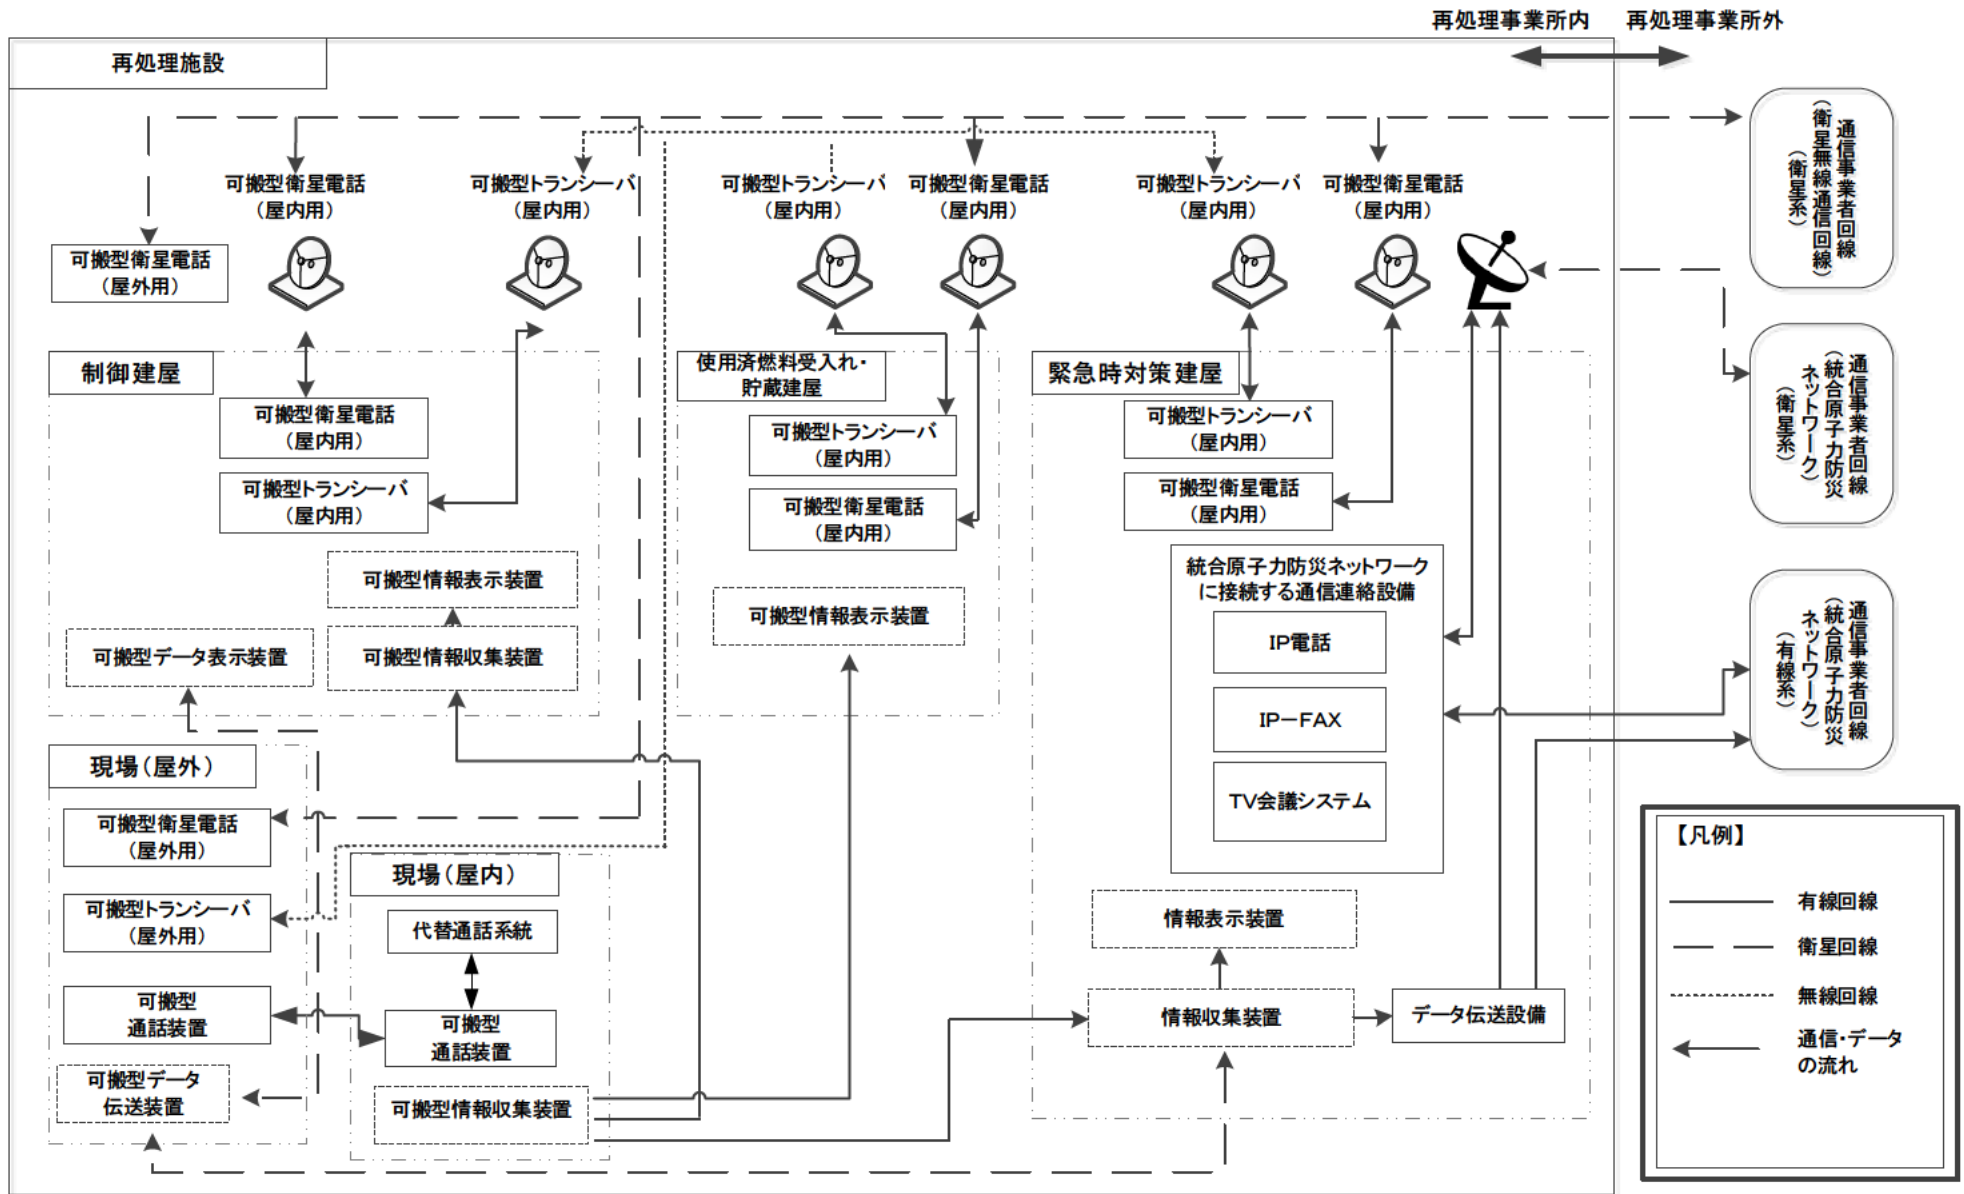 再処理事業所内
再処理事業所外
再処理施設
可搬型衛星電話
（屋内用）
可搬型トランシーバ
（屋内用）
可搬型トランシーバ
（屋内用）
可搬型衛星電話
（屋内用）
可搬型トランシーバ
（屋内用）
可搬型衛星電話
（屋内用）
可搬型衛星電話
（屋外用）
通信事業者回線
（衛星無線通信回線）
（衛星系）
制御建屋
可搬型衛星電話
（屋内用）
可搬型トランシーバ
（屋内用）
可搬型情報表示装置
可搬型データ表示装置
可搬型情報収集装置
使用済燃料受入れ・
貯蔵建屋
可搬型トランシーバ
（屋内用）
可搬型衛星電話
（屋内用）
可搬型情報表示装置
緊急時対策建屋
可搬型トランシーバ
（屋内用）
可搬型衛星電話
（屋内用）
統合原子力防災ネットワーク
に接続する通信連絡設備
IP電話
IP－FAX
TV会議システム
情報表示装置
情報収集装置
データ伝送設備
通信事業者回線
（統合原子力防災
ネットワーク）
（衛星系）
通信事業者回線
（統合原子力防災
ネットワーク）
（有線系）
現場（屋外）
可搬型衛星電話
（屋外用）
可搬型トランシーバ
（屋外用）
可搬型
通話装置
可搬型データ
伝送装置
現場（屋内）
代替通話系統
可搬型
通話装置
可搬型情報収集装置
【凡例】
有線回線
衛星回線
無線回線
通信・データ
の流れ